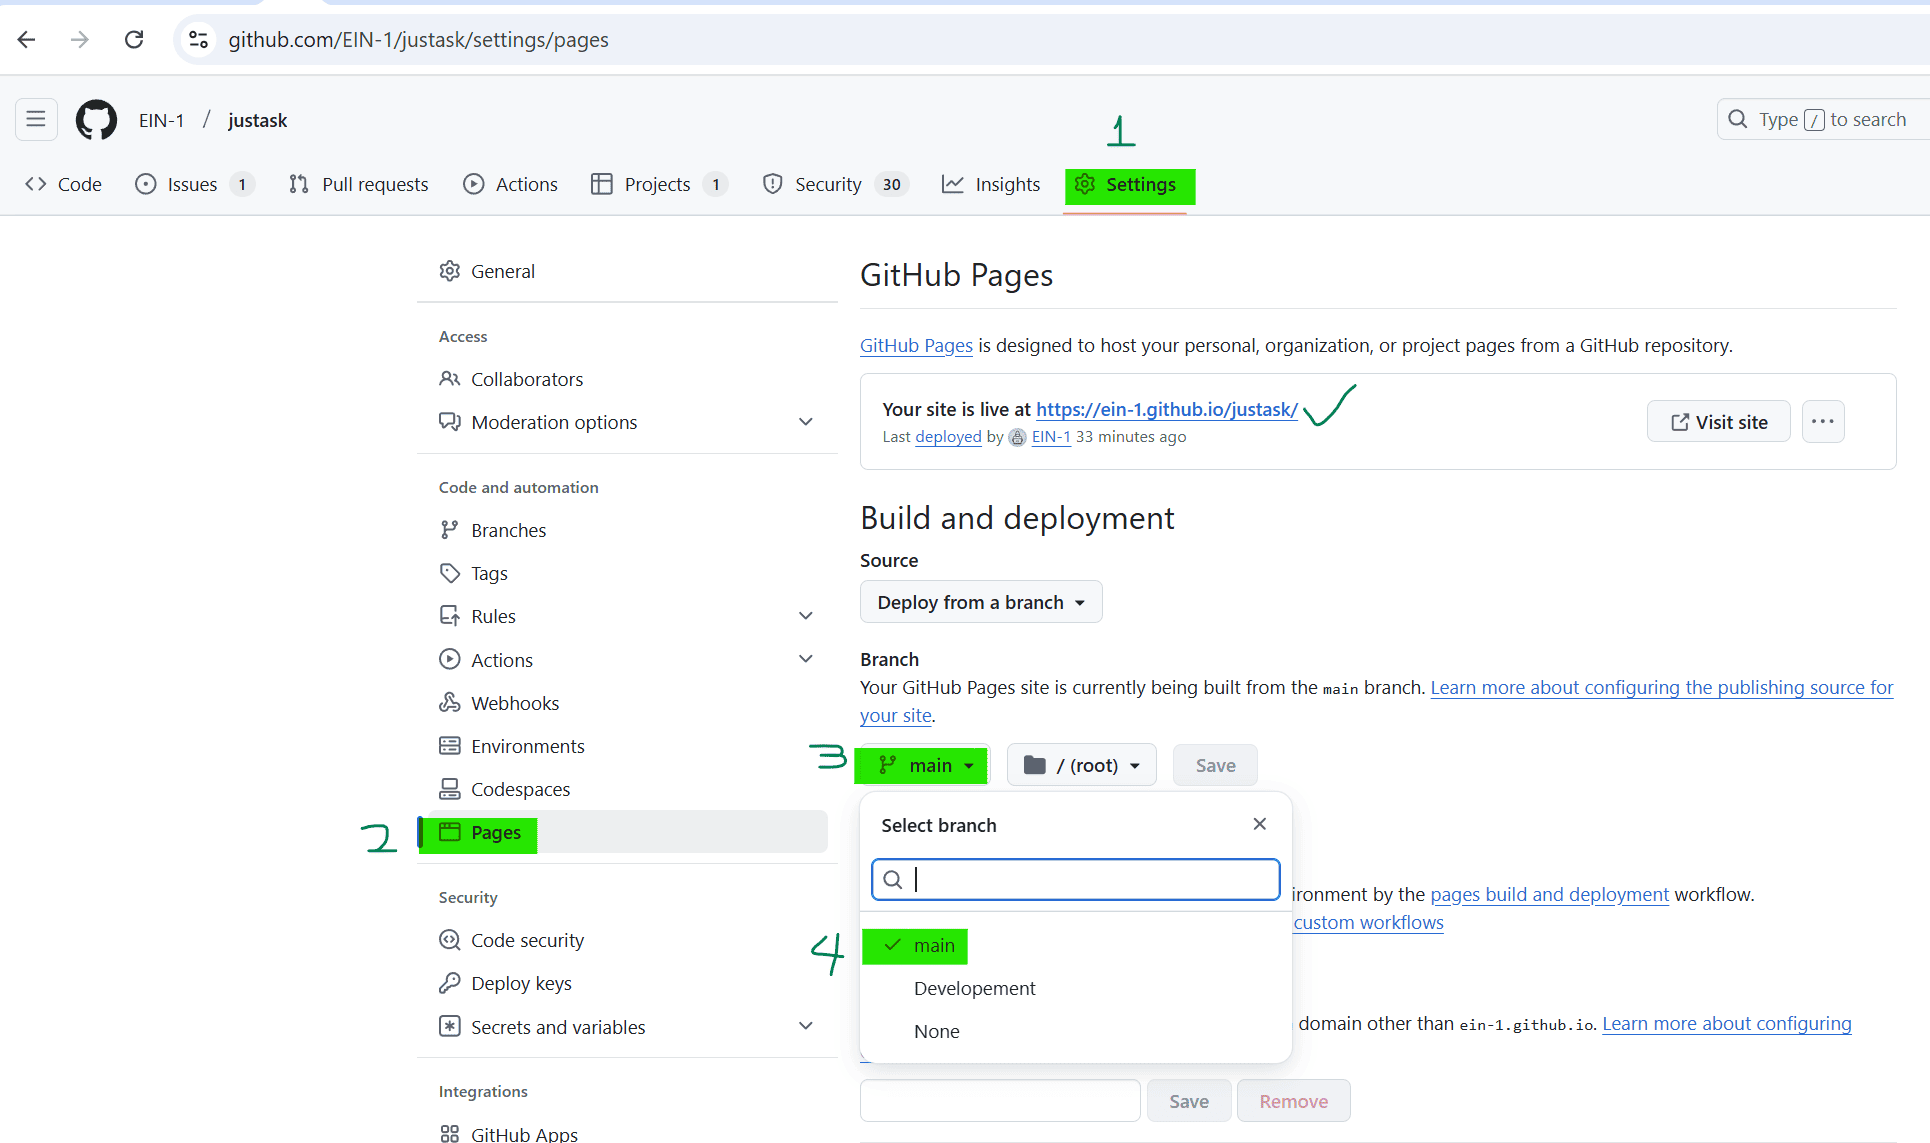 github.com/EIN-1/justask/settings/pages
EIN-1 / justask
Type / to search
1
Code Issues 1 Pull requests Actions Projects 1 Security 30 Insights Settings
General
Access
Collaborators
Moderation options
Code and automation
Branches
Tags
Rules
Actions
Webhooks
Environments
Codespaces
2 Pages
Security
Code security
Deploy keys
Secrets and variables
Integrations
GitHub Apps
GitHub Pages
GitHub Pages is designed to host your personal, organization, or project pages from a GitHub repository.
Your site is live at https://ein-1.github.io/justask/
Last deployed by EIN-1 33 minutes ago
Visit site
Build and deployment
Source
Deploy from a branch
Branch
Your GitHub Pages site is currently being built from the main branch. Learn more about configuring the publishing source for
your site.
3 main / (root) Save
Select branch
ironment by the pages build and deployment workflow.
custom workflows
4 main
Developement
None
domain other than ein-1.github.io. Learn more about configuring
Save Remove